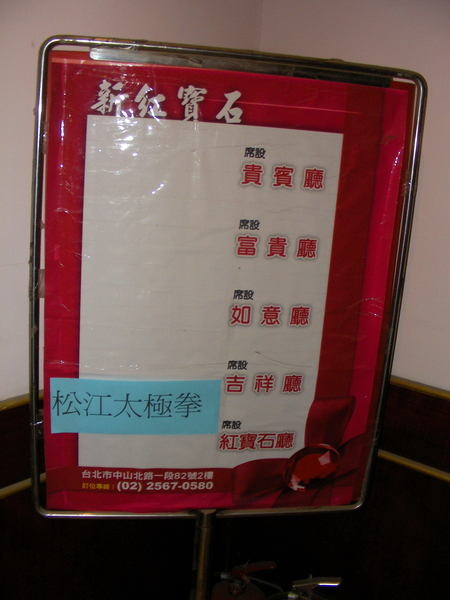 新紅寶石
席設
貴賓廳
席設
富貴廳
席設
如意廳
席設
吉祥廳
松江太極拳
席設
紅寶石廳
台北市中山北路一段82號2樓
訂位專線：(02) 2567-0580